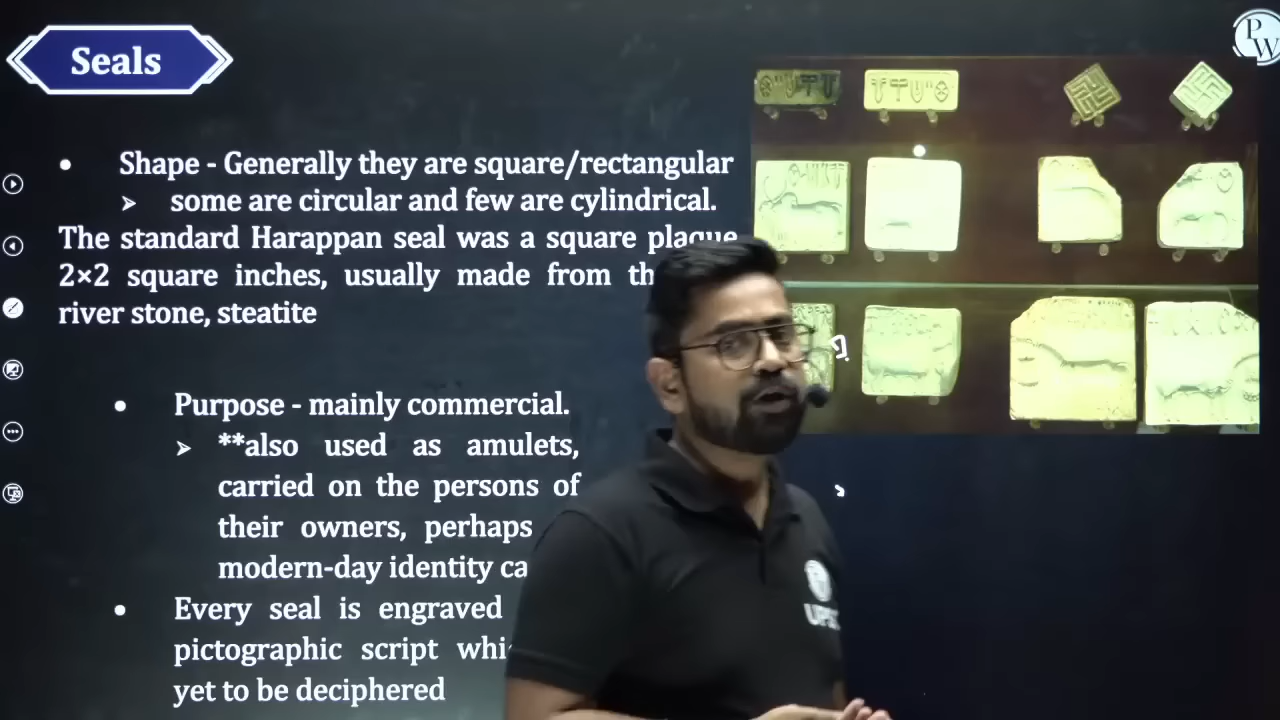 Seals
PW
• Shape - Generally they are square/rectangular
➢ some are circular and few are cylindrical.
The standard Harappan seal was a square plaque
2×2 square inches, usually made from
river stone, steatite
• Purpose - mainly commercial.
➢ **also used as amulets,
carried on the persons of
their owners, perhaps
modern-day identity
• Every seal is engraved
pictographic script
yet to be deciphered